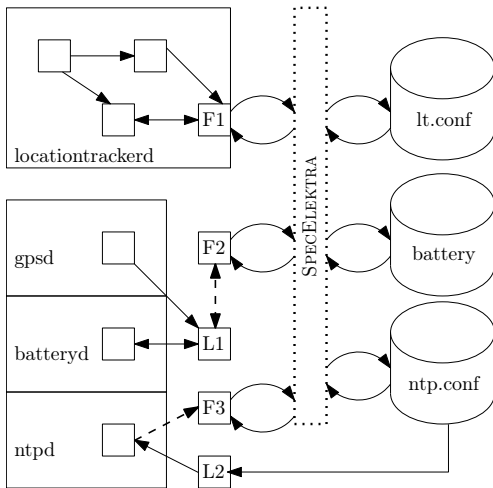 F1
lt.conf
locationtrackerd
SPECELEKTRA
gpsd
F2
battery
batteryd
L1
ntp.conf
F3
ntpd
L2